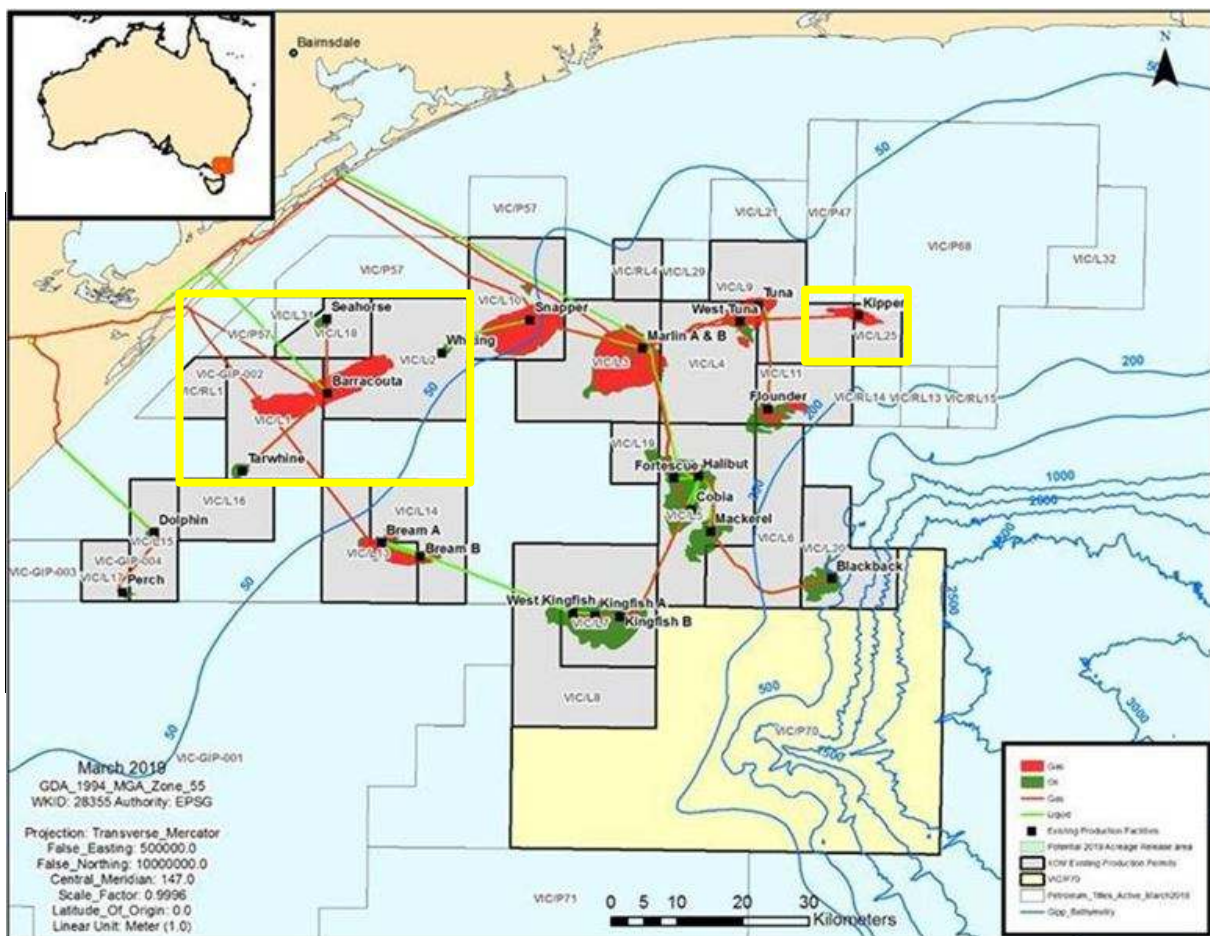 Bairnsdale
N
50
50
VIC/P57
VIC/L21
VIC/P47
VIC/P68
VIC/L32
VIC/P57
VIC/RL4
VIC/L29
VIC/L9
Tuna
VIC/L10
Snapper
West Tuna
Kipper
VIC/L25
Seahorse
VIC/L31
VIC/L18
VIC/P57
Whiting
VIC/L2
Marlin A & B
VIC/L3
VIC/L4
VIC-GIP-002
VIC/RL1
Barracouta
50
VIC/L11
VIC/RL14
VIC/RL13
VIC/RL15
200
VIC/L1
Flounder
200
Tarwhine
VIC/L19
Fortescue
Halibut
1000
2000
VIC/L16
Cobia
200
VIC/L5
Dolphin
VIC/L14
Mackerel
VIC/L15
Bream A
VIC/L6
VIC/L13
Bream B
VIC/L20
VIC-GIP-003
VIC-GIP-004
Blackback
Perch
50
West Kingfish
Kingfish A
VIC/L7
Kingfish B
2500
VIC/L8
500
3000
VIC/P70
1500
50
VIC-GIP-001
March 2019
GDA_1994_MGA_Zone_55
WKID: 28355 Authority: EPSG
Projection: Transverse_Mercator
False_Easting: 500000.0
False_Northing: 10000000.0
Central_Meridian: 147.0
Scale_Factor: 0.9996
Latitude_Of_Origin: 0.0
Linear Unit: Meter (1.0)
VIC/P71
0 5 10 20 30
Kilometers
Gas
Oil
Gas
Liquid
Existing Production Facilities
Potential 2019 Acreage Release area
Existing Production Permits
VIC/P70
Petroleum_Titles_Active_March2018
Gipp_Bathymetry